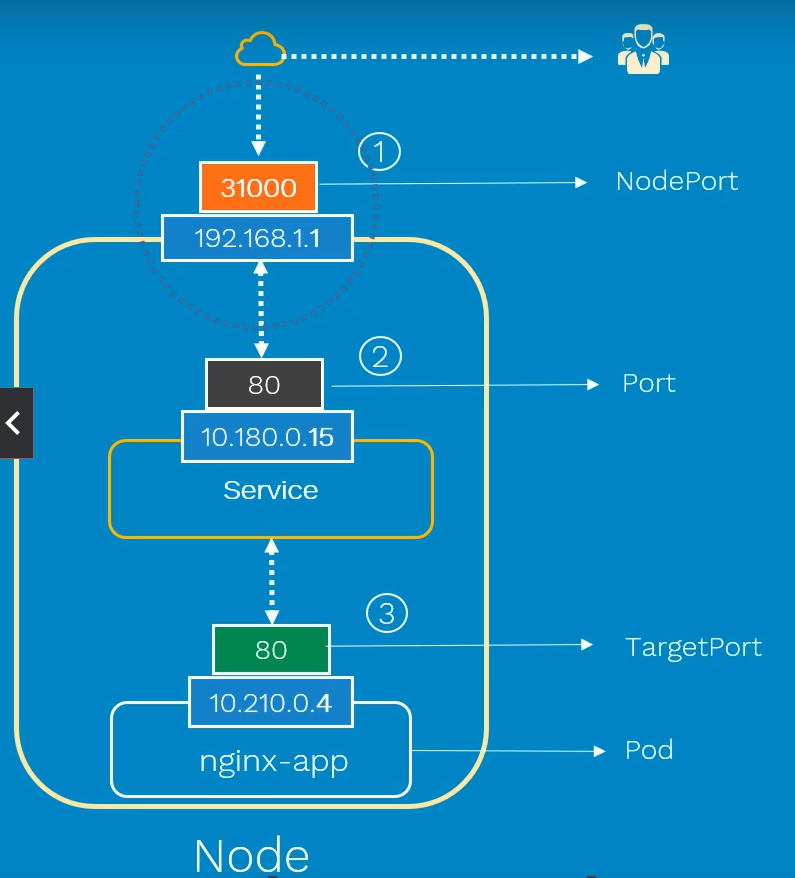 1
31000
NodePort
192.168.1.1
2
80
Port
10.180.0.15
Service
3
80
TargetPort
10.210.0.4
nginx-app
Pod
Node